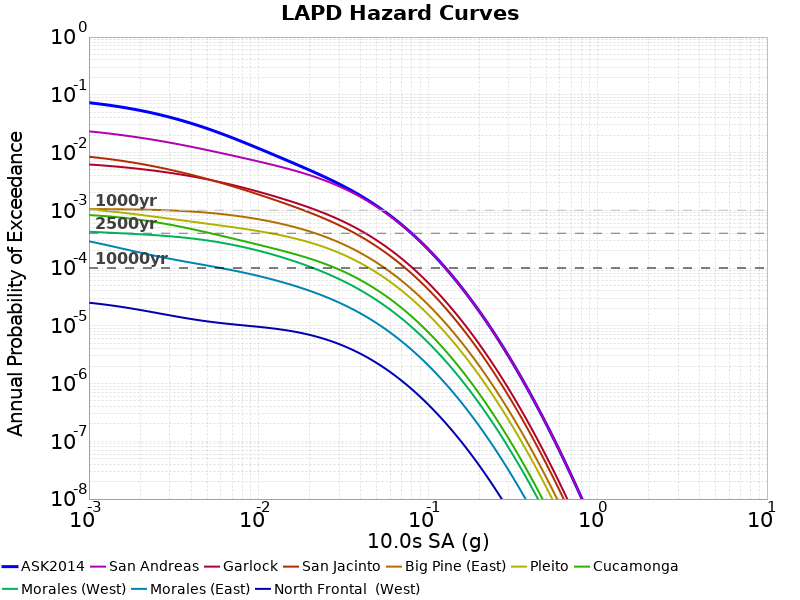 LAPD Hazard Curves
Annual Probability of Exceedance
10^0
10^-1
10^-2
10^-3
10^-4
10^-5
10^-6
10^-7
10^-8
1000yr
2500yr
10000yr
10^-3 10^-2 10^-1 10^0 10^1
10.0s SA (g)
ASK2014 San Andreas Garlock San Jacinto Big Pine (East) Pleito Cucamonga
Morales (West) Morales (East) North Frontal (West)